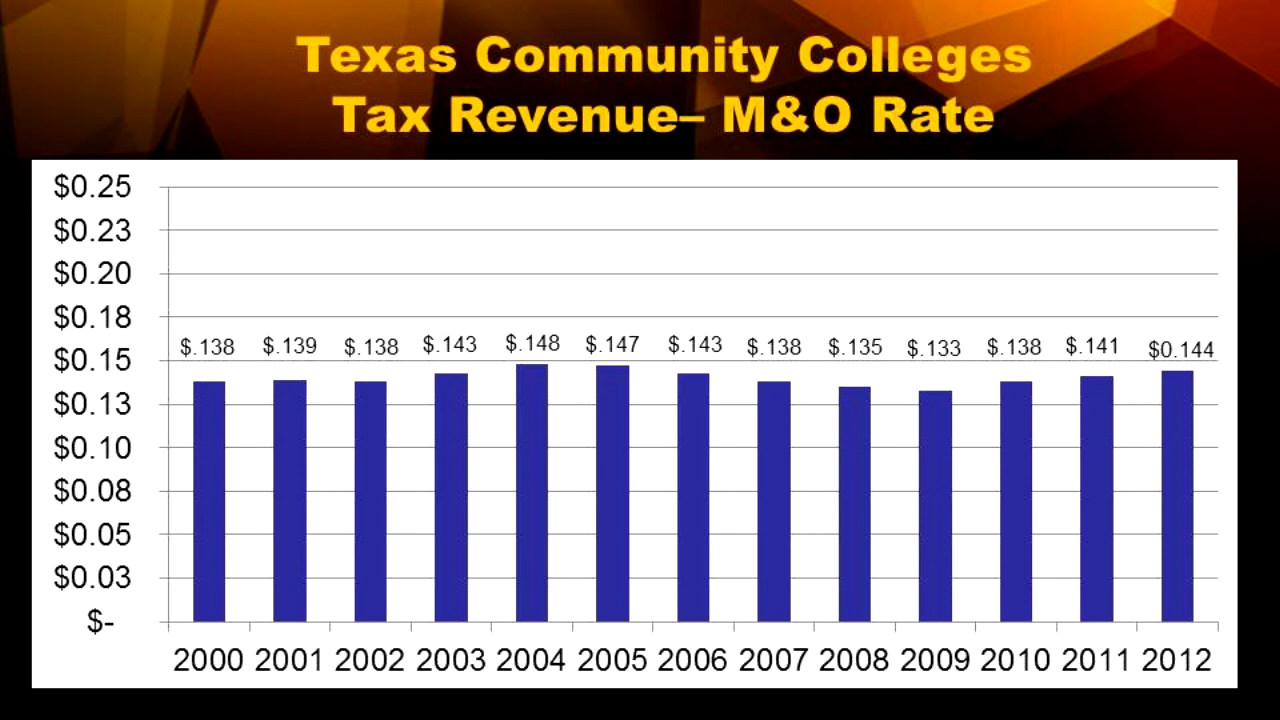 Texas Community Colleges
Tax Revenue– M&O Rate
$0.25
$0.23
$0.20
$0.18
$0.15
$0.13
$0.10
$0.08
$0.05
$0.03
$-
$.138 $.139 $.138 $.143 $.148 $.147 $.143 $.138 $.135 $.133 $.138 $.141 $0.144
2000 2001 2002 2003 2004 2005 2006 2007 2008 2009 2010 2011 2012